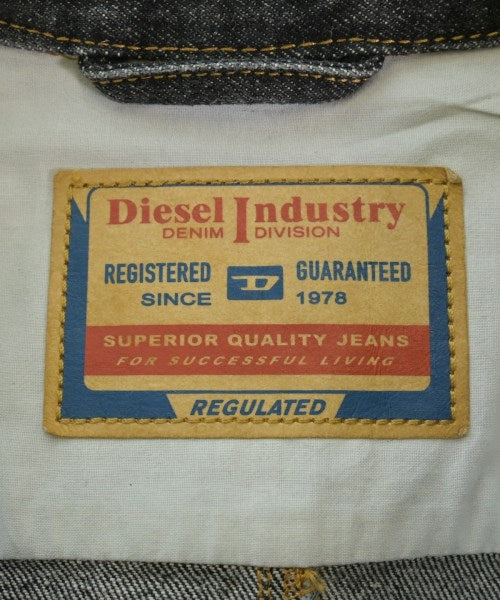 Diesel Industry
DENIM DIVISION
REGISTERED D GUARANTEED
SINCE 1978
SUPERIOR QUALITY JEANS
FOR SUCCESSFUL LIVING
REGULATED